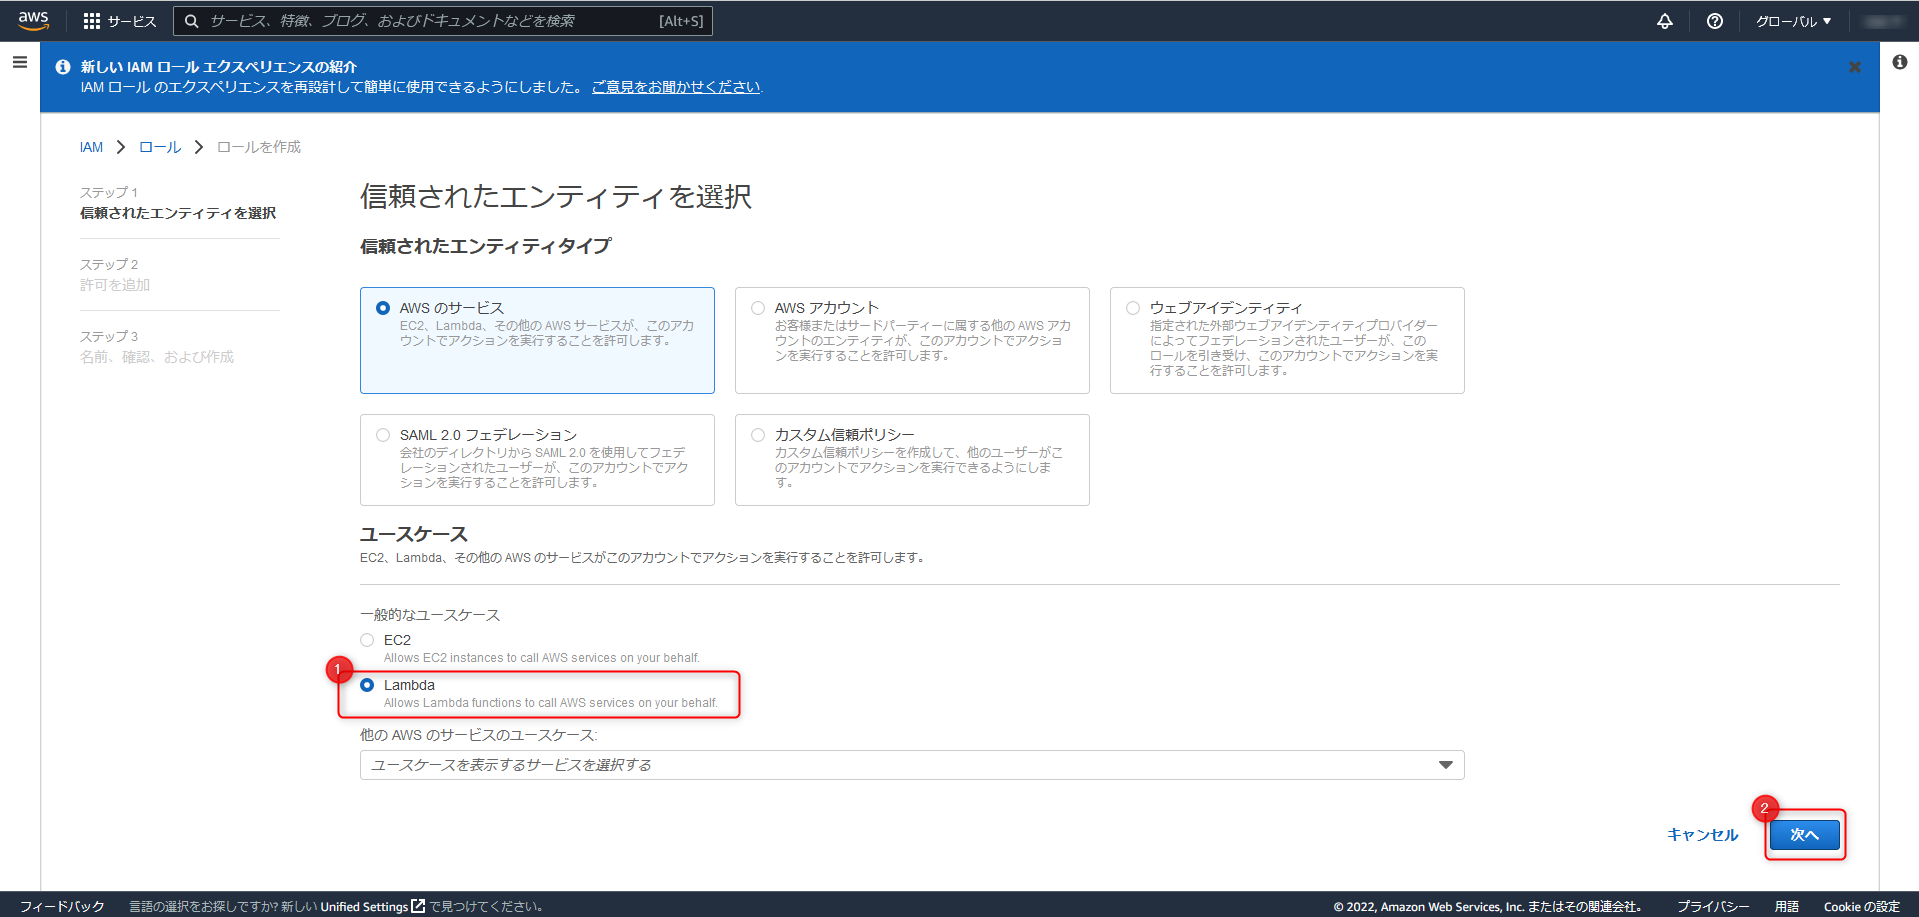 aws サービス サービス、特徴、ブログ、およびドキュメントなどを検索 [Alt+S] グローバル ▼
新しい IAM ロール エクスペリエンスの紹介
IAM ロール のエクスペリエンスを再設計して簡単に使用できるようにしました。 ご意見をお聞かせください.
IAM > ロール > ロールを作成
ステップ 1
信頼されたエンティティを選択
ステップ 2
許可を追加
ステップ 3
名前、確認、および作成
信頼されたエンティティを選択
信頼されたエンティティタイプ
AWS のサービス
EC2、Lambda、その他の AWS サービスが、このアカ
ウントでアクションを実行することを許可します。
AWS アカウント
お客様またはサードパーティーに属する他の AWS アカ
ウントのエンティティが、このアカウントでアクショ
ンを実行することを許可します。
ウェブアイデンティティ
指定された外部ウェブアイデンティティプロバイダー
によってフェデレーションされたユーザーが、この
ロールを引き受け、このアカウントでアクションを実
行することを許可します。
SAML 2.0 フェデレーション
会社のディレクトリから SAML 2.0 を使用してフェデ
レーションされたユーザーが、このアカウントでアク
ションを実行することを許可します。
カスタム信頼ポリシー
カスタム信頼ポリシーを作成して、他のユーザーがこ
のアカウントでアクションを実行できるようにしま
す。
ユースケース
EC2、Lambda、その他の AWS のサービスがこのアカウントでアクションを実行することを許可します。
一般的なユースケース
EC2
Allows EC2 instances to call AWS services on your behalf.
1
Lambda
Allows Lambda functions to call AWS services on your behalf.
他の AWS のサービスのユースケース:
ユースケースを表示するサービスを選択する
2
キャンセル 次へ
フィードバック 言語の選択をお探しですか? 新しい Unified Settings で見つけてください。 © 2022, Amazon Web Services, Inc. またはその関連会社。 プライバシー 用語 Cookie の設定